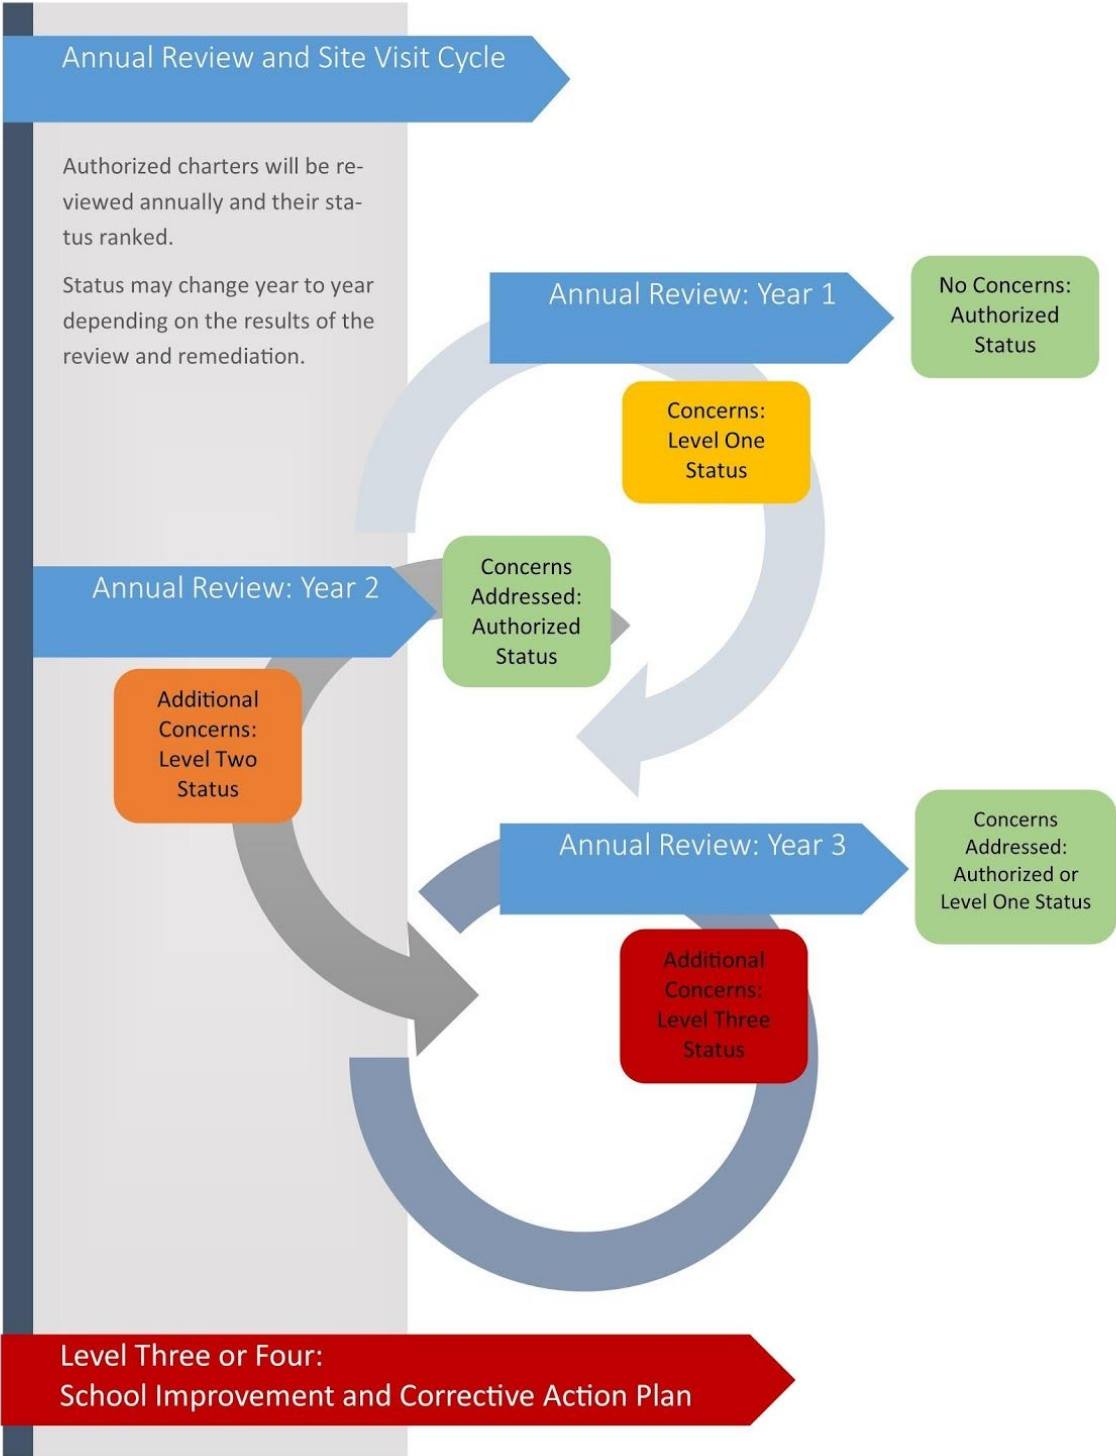 Annual Review and Site Visit Cycle
Authorized charters will be re-
viewed annually and their sta-
tus ranked.
Status may change year to year
depending on the results of the
review and remediation.
Annual Review: Year 1
No Concerns:
Authorized
Status
Concerns:
Level One
Status
Annual Review: Year 2
Concerns
Addressed:
Authorized
Status
Additional
Concerns:
Level Two
Status
Annual Review: Year 3
Concerns
Addressed:
Authorized or
Level One Status
Additional
Concerns:
Level Three
Status
Level Three or Four:
School Improvement and Corrective Action Plan